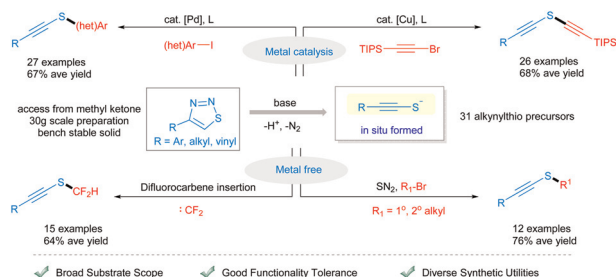 R
S
(het)Ar
cat. [Pd], L
(het)Ar—I
27 examples
67% ave yield
cat. [Cu], L
TIPS
Br
Metal catalysis
R
S
TIPS
26 examples
68% ave yield
access from methyl ketone
30g scale preparation
bench stable solid
N=N
S
R
R = Ar, alkyl, vinyl
base
-H⁺, -N₂
R
S⁻
in situ formed
31 alkynylthio precursors
Metal free
R
S
CF₂H
Difluorocarbene insertion
:CF₂
15 examples
64% ave yield
SN₂, R₁-Br
R₁ = 1°, 2° alkyl
R
S
R¹
12 examples
76% ave yield
Broad Substrate Scope
Good Functionality Tolerance
Diverse Synthetic Utilities